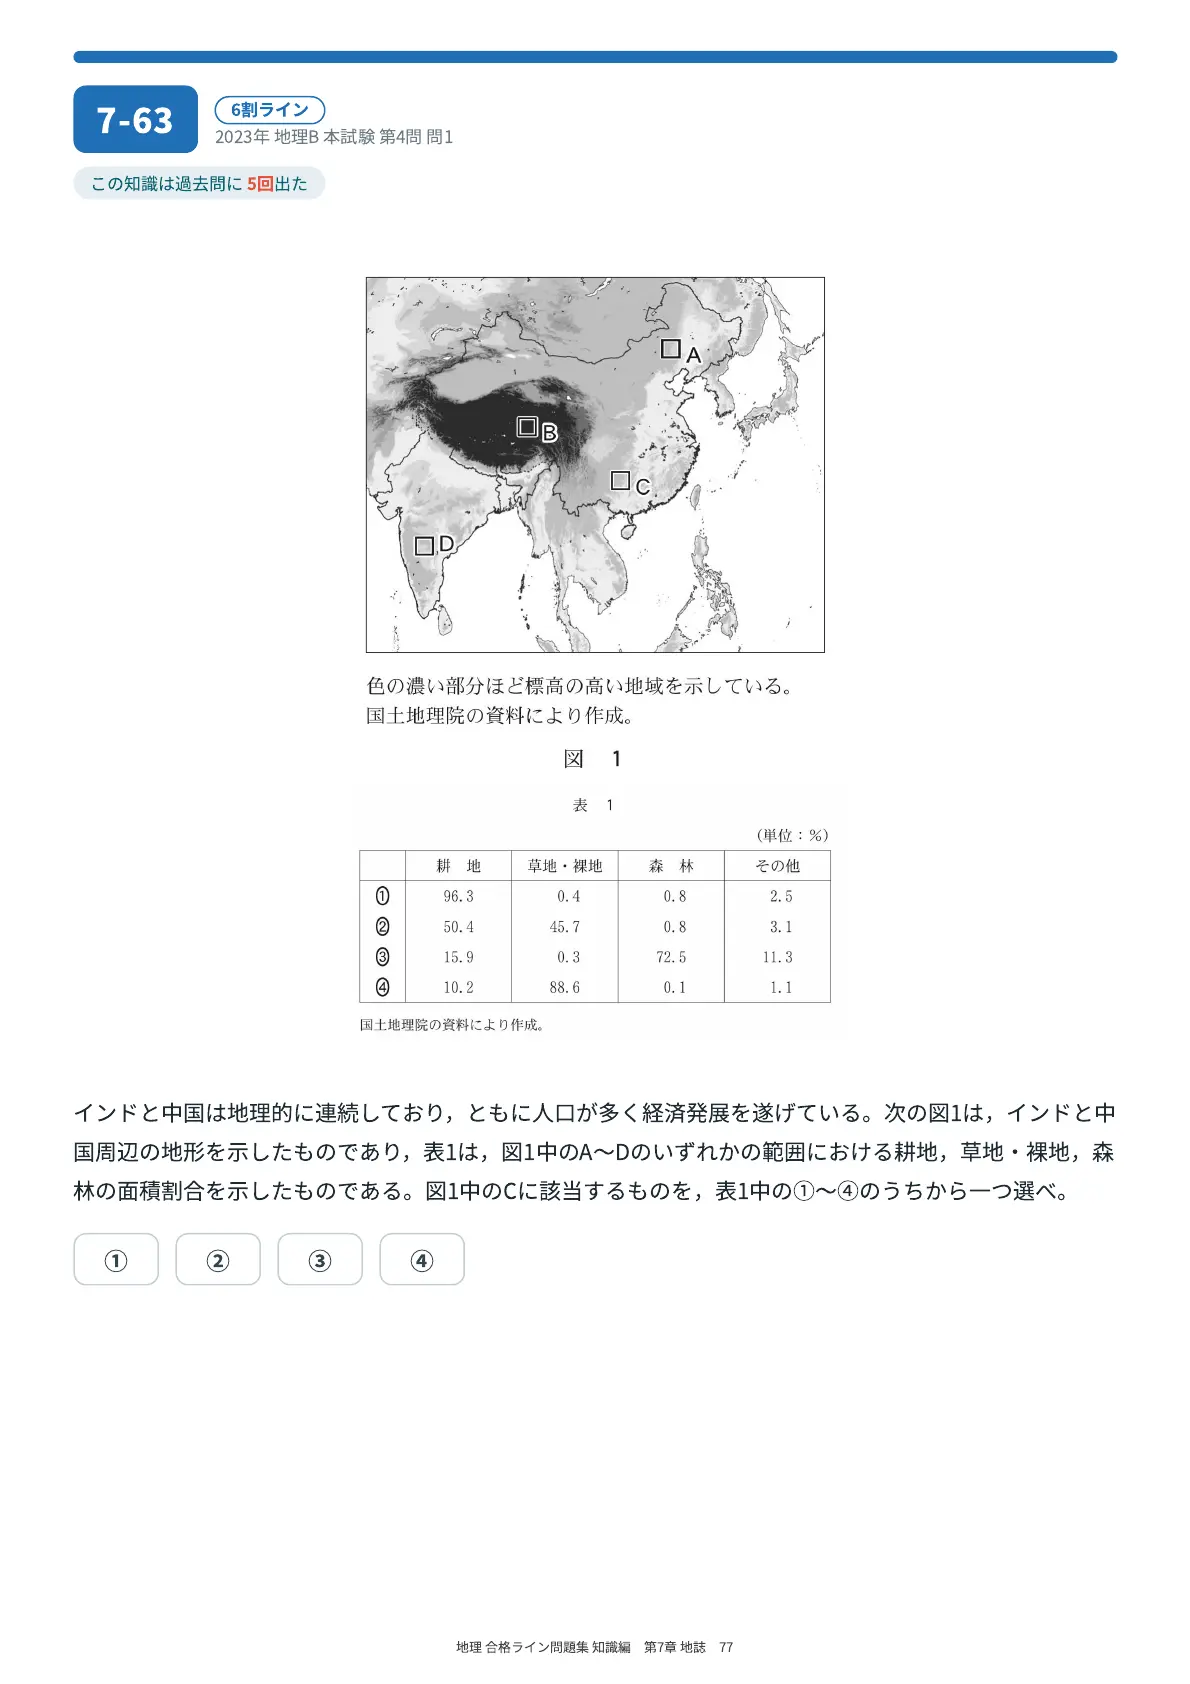 7-63
6割ライン
2023年 地理B 本試験 第4問 問1
この知識は過去問に 5回出た
A
B
C
D
色の濃い部分ほど標高の高い地域を示している。
国土地理院の資料により作成。
図 1
表 1
（単位：％）
耕 地 草地・裸地 森 林 その他
① 96.3 0.4 0.8 2.5
② 50.4 45.7 0.8 3.1
③ 15.9 0.3 72.5 11.3
④ 10.2 88.6 0.1 1.1
国土地理院の資料により作成。
インドと中国は地理的に連続しており，ともに人口が多く経済発展を遂げている。次の図1は，インドと中
国周辺の地形を示したものであり，表1は，図1中のA～Dのいずれかの範囲における耕地，草地・裸地，森
林の面積割合を示したものである。図1中のCに該当するものを，表1中の①～④のうちから一つ選べ。
① ② ③ ④
地理 合格ライン問題集 知識編 第7章 地誌 77